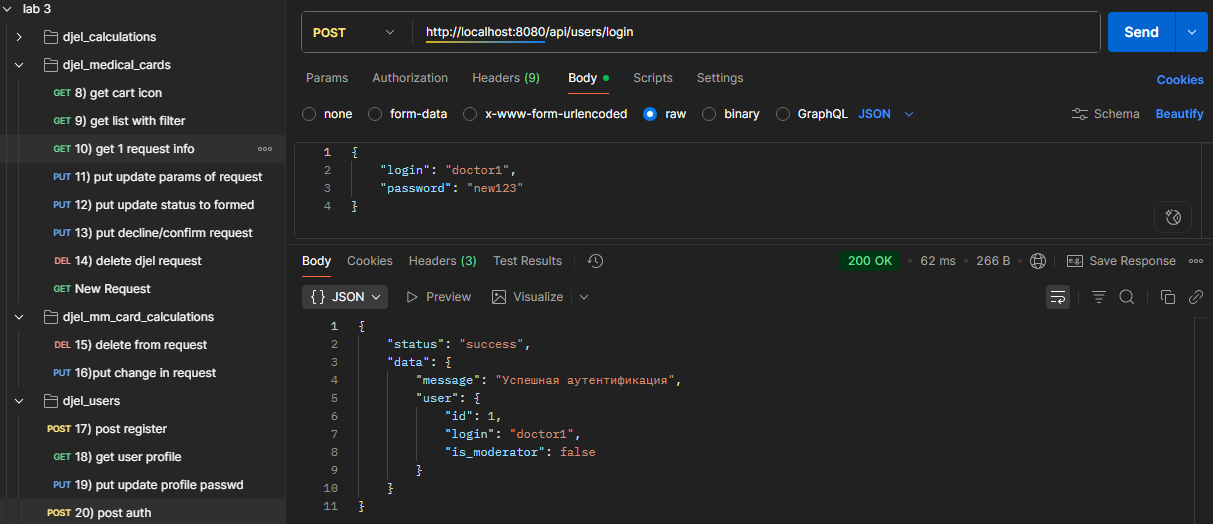 lab 3
djel_calculations
djel_medical_cards
GET 8) get cart icon
GET 9) get list with filter
GET 10) get 1 request info
PUT 11) put update params of request
PUT 12) put update status to formed
PUT 13) put decline/confirm request
DEL 14) delete djel request
GET New Request
djel_mm_card_calculations
DEL 15) delete from request
PUT 16)put change in request
djel_users
POST 17) post register
GET 18) get user profile
PUT 19) put update profile passwd
POST 20) post auth
POST http://localhost:8080/api/users/login Send
Params Authorization Headers (9) Body Scripts Settings Cookies
none form-data x-www-form-urlencoded raw binary GraphQL JSON Schema Beautify
1 {
2 "login": "doctor1",
3 "password": "new123"
4 }
Body Cookies Headers (3) Test Results 200 OK • 62 ms • 266 B • e.g. Save Response
{} JSON Preview Visualize
1 {
2 "status": "success",
3 "data": {
4 "message": "Успешная аутентификация",
5 "user": {
6 "id": 1,
7 "login": "doctor1",
8 "is_moderator": false
9 }
10 }
11 }